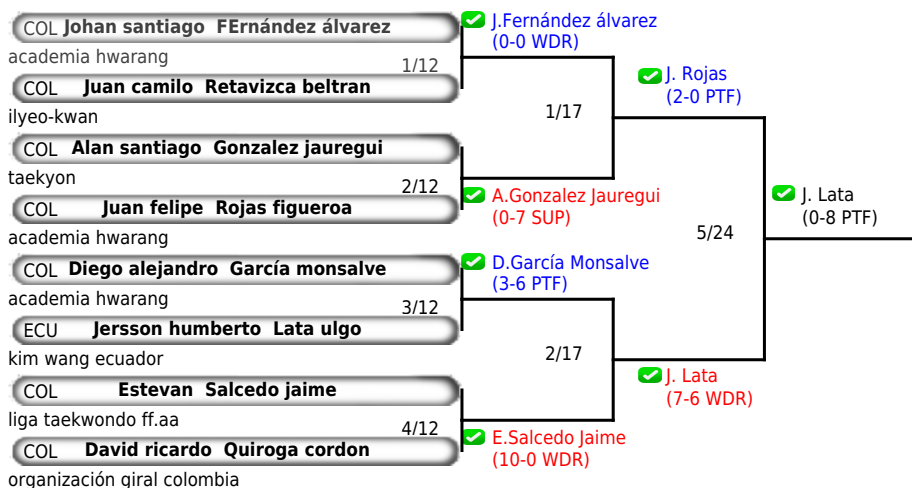 COL Johan santiago FErnández álvarez
academia hwarang
1/12
COL Juan camilo Retavizca beltran
ilyeo-kwan
COL Alan santiago Gonzalez jauregui
taekyon
2/12
COL Juan felipe Rojas figueroa
academia hwarang
COL Diego alejandro García monsalve
academia hwarang
3/12
ECU Jersson humberto Lata ulgo
kim wang ecuador
COL Estevan Salcedo jaime
liga taekwondo ff.aa
4/12
COL David ricardo Quiroga cordon
organización giral colombia
J.Fernández álvarez
(0-0 WDR)
1/17
A.Gonzalez Jauregui
(0-7 SUP)
D.García Monsalve
(3-6 PTF)
2/17
E.Salcedo Jaime
(10-0 WDR)
J. Rojas
(2-0 PTF)
5/24
J. Lata
(7-6 WDR)
J. Lata
(0-8 PTF)